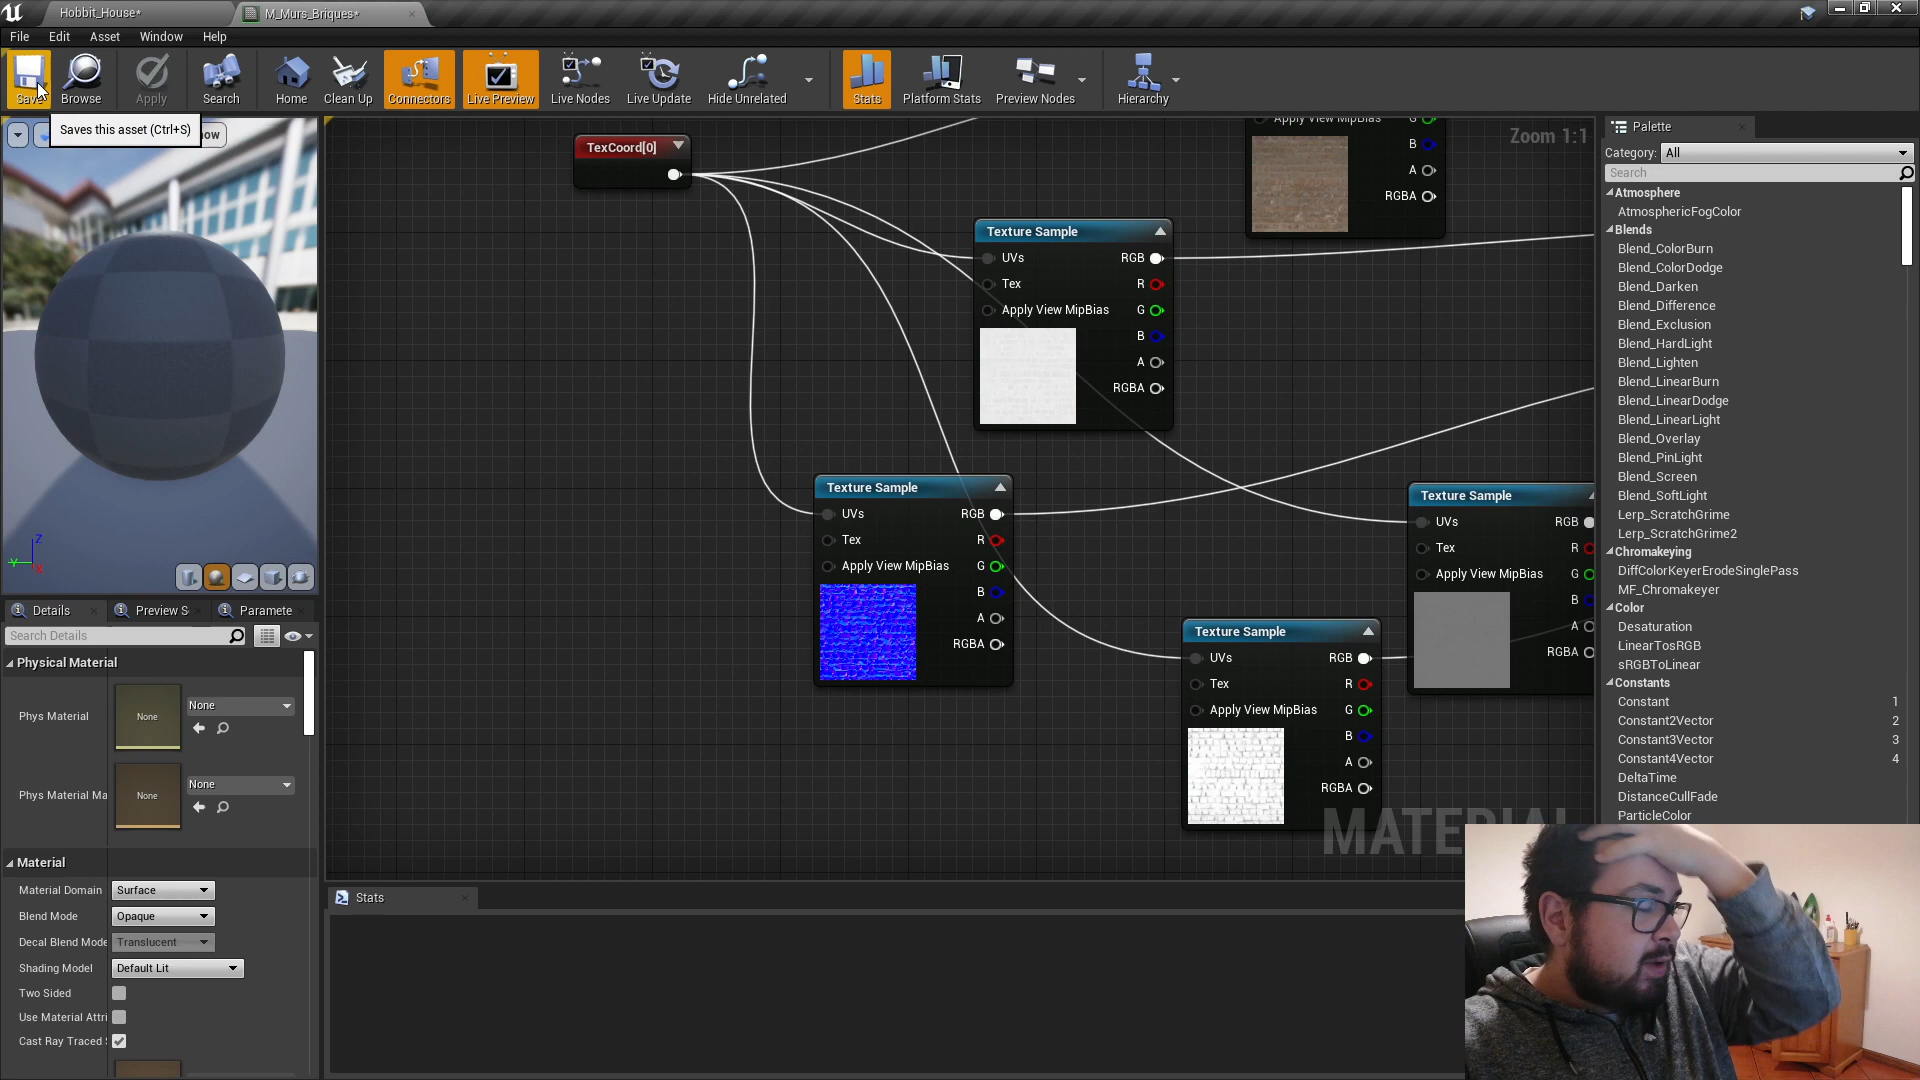 Hobbit_House*
M_Murs_Briques*
File
Edit
Asset
Window
Help
Save
Browse
Apply
Search
Home
Clean Up
Connectors
Live Preview
Live Nodes
Live Update
Hide Unrelated
Stats
Platform Stats
Preview Nodes
Hierarchy
Saves this asset (Ctrl+S)
ow
TexCoord[0]
Apply View MipBias
G
B
A
RGBA
Zoom 1:1
Texture Sample
UVs
RGB
Tex
R
Apply View MipBias
G
B
A
RGBA
Texture Sample
UVs
RGB
Tex
R
Apply View MipBias
G
B
A
RGBA
Texture Sample
UVs
RGB
Tex
R
Apply View MipBias
G
B
A
RGBA
Texture Sample
UVs
RGB
Tex
R
Apply View MipBias
G
B
A
RGBA
MATERIAL
Palette
Category:
All
Search
Atmosphere
AtmosphericFogColor
Blends
Blend_ColorBurn
Blend_ColorDodge
Blend_Darken
Blend_Difference
Blend_Exclusion
Blend_HardLight
Blend_Lighten
Blend_LinearBurn
Blend_LinearDodge
Blend_LinearLight
Blend_Overlay
Blend_PinLight
Blend_Screen
Blend_SoftLight
Lerp_ScratchGrime
Lerp_ScratchGrime2
Chromakeying
DiffColorKeyerErodeSinglePass
MF_Chromakeyer
Color
Desaturation
LinearTosRGB
sRGBToLinear
Constants
Constant 1
Constant2Vector 2
Constant3Vector 3
Constant4Vector 4
DeltaTime
DistanceCullFade
ParticleColor
Z
Y
X
Details
Preview S
Paramete
Search Details
Physical Material
Phys Material
None
None
Phys Material Ma
None
None
Material
Material Domain
Surface
Blend Mode
Opaque
Decal Blend Mode
Translucent
Shading Model
Default Lit
Two Sided
Use Material Attri
Cast Ray Traced
Stats